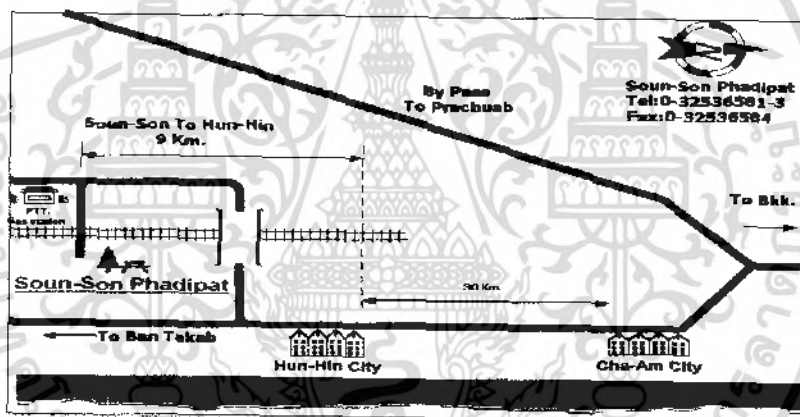 By Pass
To Prachuab
Soun-Son Phadipat
Tel:0-32536581-3
Fax:0-32536584
Soun-Son To Hun-Hin
9 Km.
To Bkk.
PTT.
Gas station
Soun-Son Phadipat
30 Km
To Ban Takab
Hun-Hin City
Cha-Am City